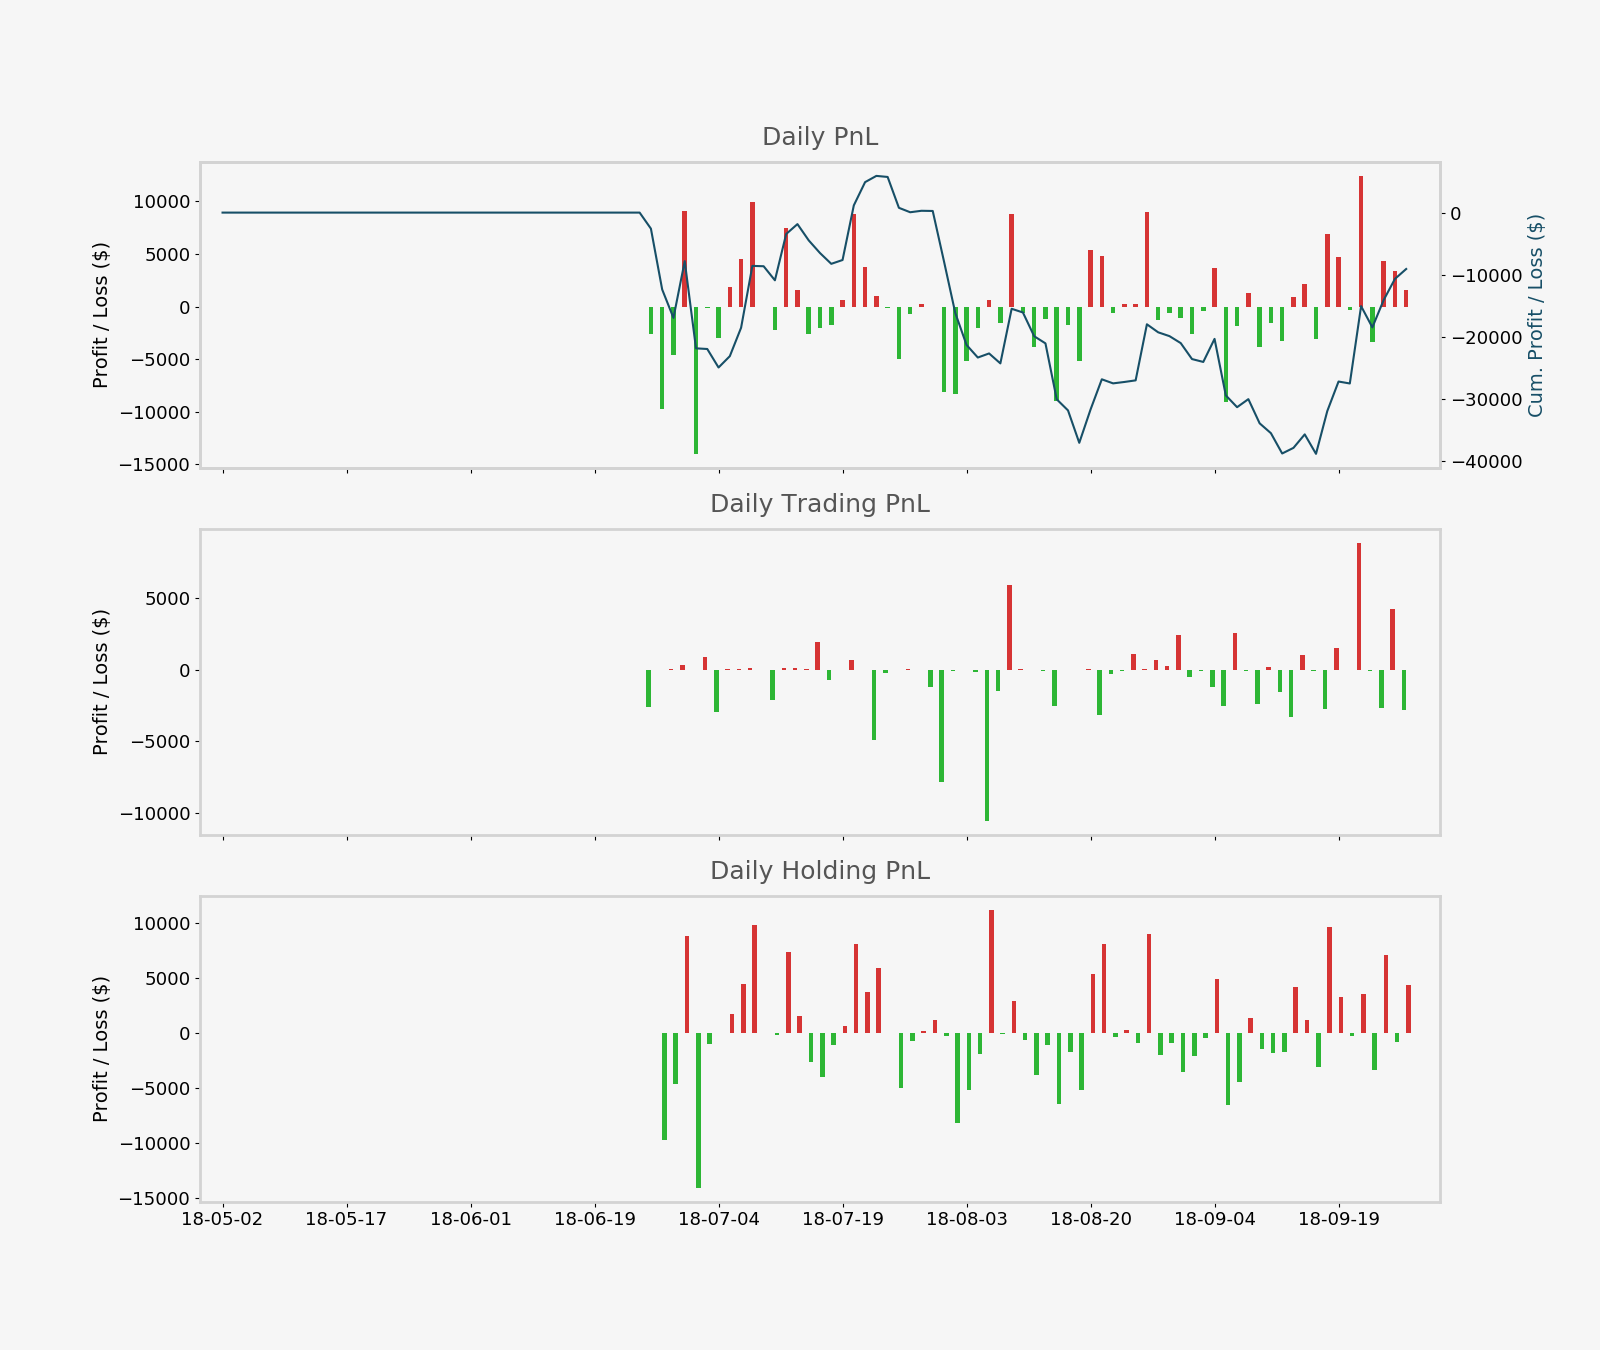 Daily PnL
10000
5000
0
−5000
−10000
−15000
Profit / Loss ($)
0
−10000
−20000
−30000
−40000
Cum. Profit / Loss ($)
Daily Trading PnL
5000
0
−5000
−10000
Profit / Loss ($)
Daily Holding PnL
10000
5000
0
−5000
−10000
−15000
Profit / Loss ($)
18-05-02 18-05-17 18-06-01 18-06-19 18-07-04 18-07-19 18-08-03 18-08-20 18-09-04 18-09-19